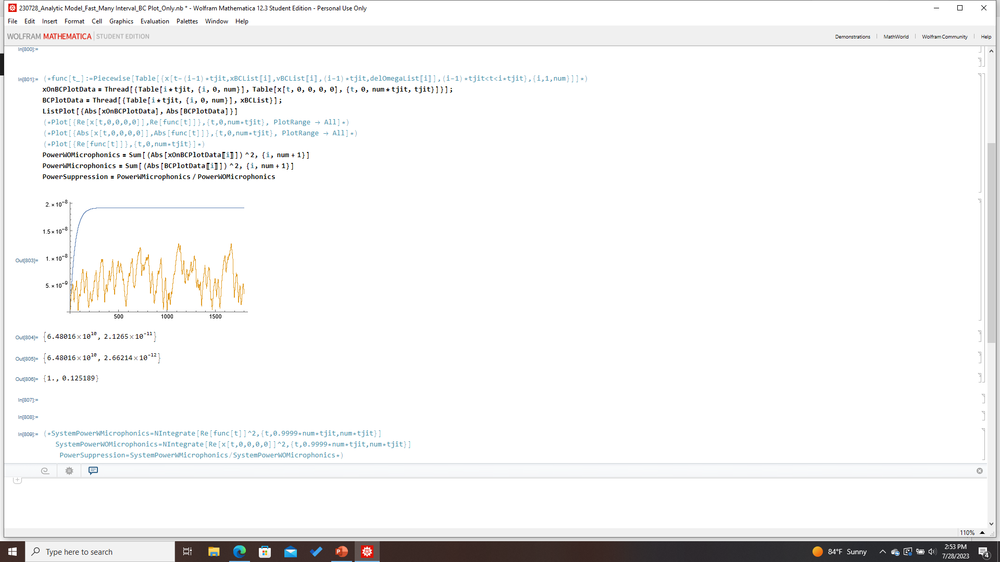 230728_Analytic Model_Fast_Many Interval_BC Plot_Only.nb * - Wolfram Mathematica 12.3 Student Edition - Personal Use Only
File Edit Insert Format Cell Graphics Evaluation Palettes Window Help
WOLFRAM MATHEMATICA STUDENT EDITION Demonstrations MathWorld Wolfram Community Help
In[800]:=
In[801]:= (*func[t_]:=Piecewise[Table[{x[t-(i-1)*tjit,xBCList〚i〛,vBCList〚i〛,(i-1)*tjit,delOmegaList〚i〛],(i-1)*tjit<t<i*tjit},{i,1,num}]]*)
xOnBCPlotData = Thread[{Table[i*tjit, {i, 0, num}], Table[x[t, 0, 0, 0, 0], {t, 0, num*tjit, tjit}]}];
BCPlotData = Thread[{Table[i*tjit, {i, 0, num}], xBCList}];
ListPlot[{Abs[xOnBCPlotData], Abs[BCPlotData]}]
(*Plot[{Re[x[t,0,0,0,0]],Re[func[t]]},{t,0,num*tjit}, PlotRange → All]*)
(*Plot[{Abs[x[t,0,0,0,0]],Abs[func[t]]},{t,0,num*tjit}, PlotRange → All]*)
(*Plot[{Re[func[t]]},{t,0,num*tjit}]*)
PowerWOMicrophonics = Sum[(Abs[xOnBCPlotData〚i〛])^2, {i, num + 1}]
PowerWMicrophonics = Sum[(Abs[BCPlotData〚i〛])^2, {i, num + 1}]
PowerSuppression = PowerWMicrophonics / PowerWOMicrophonics
2.×10⁻⁸
1.5×10⁻⁸
Out[803]= 1.×10⁻⁸
5.×10⁻⁹
500 1000 1500
Out[804]= {6.48016×10¹⁰, 2.1265×10⁻¹¹}
Out[805]= {6.48016×10¹⁰, 2.66214×10⁻¹²}
Out[806]= {1., 0.125189}
In[807]:=
In[808]:=
In[809]:= (*SystemPowerWMicrophonics=NIntegrate[Re[func[t]]^2,{t,0.9999*num*tjit,num*tjit}]
SystemPowerWOMicrophonics=NIntegrate[Re[x[t,0,0,0,0]]^2,{t,0.9999*num*tjit,num*tjit}]
PowerSuppression=SystemPowerWMicrophonics/SystemPowerWOMicrophonics*)
110%
Type here to search 84°F Sunny 2:53 PM
7/28/2023 4